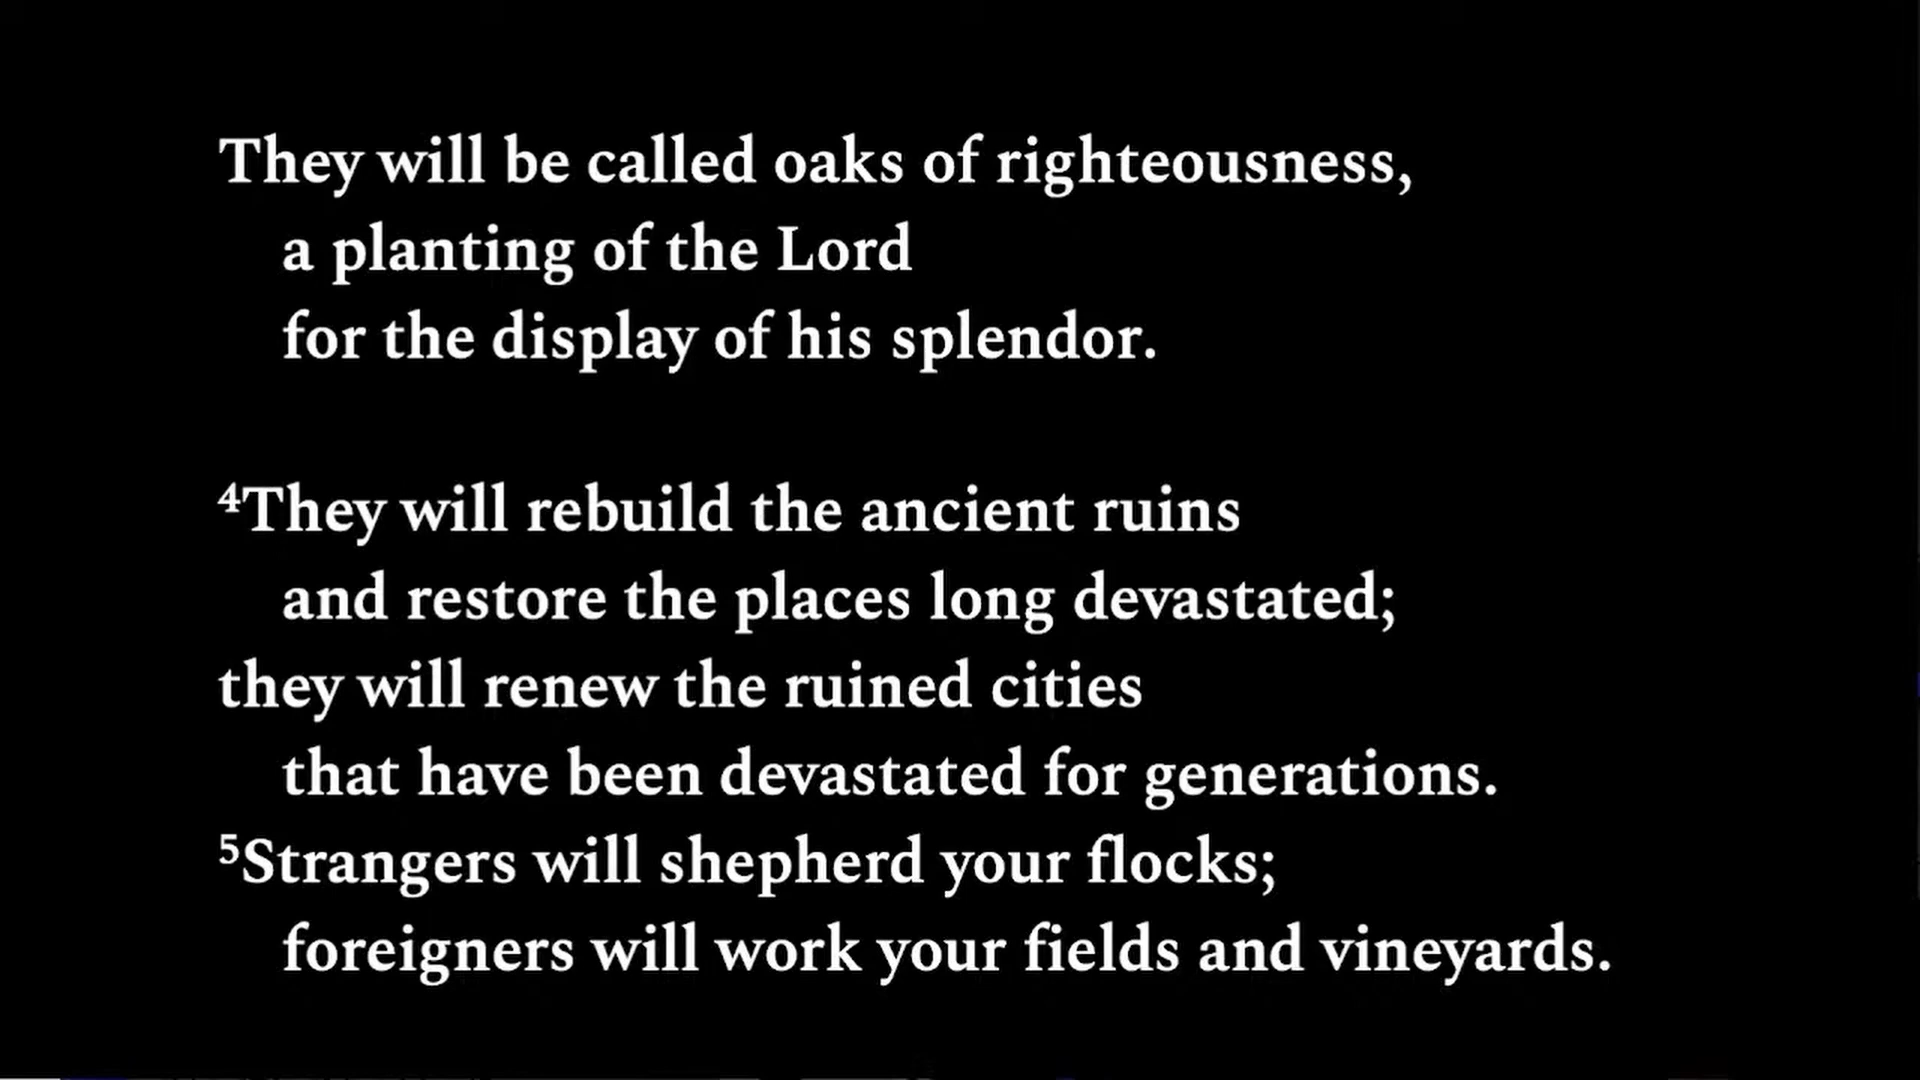 They will be called oaks of righteousness,
a planting of the Lord
for the display of his splendor.
⁴They will rebuild the ancient ruins
and restore the places long devastated;
they will renew the ruined cities
that have been devastated for generations.
⁵Strangers will shepherd your flocks;
foreigners will work your fields and vineyards.